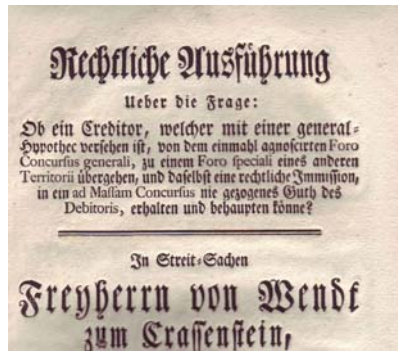 Rechtliche Ausführung
Ueber die Frage:
Ob ein Creditor, welcher mit einer general-
Hypothec versehen ist, von dem einmahl agnoscirten Foro
Concursus generali, zu einem Foro speciali eines anderen
Territorii übergehen, und daselbst eine rechtliche Immission,
in ein ad Massam Concursus nie gezogenes Guth des
Debitoris, erhalten und behaupten könne?
In Streit-Sachen
Freyherrn von Wendt
zum Crassenstein,